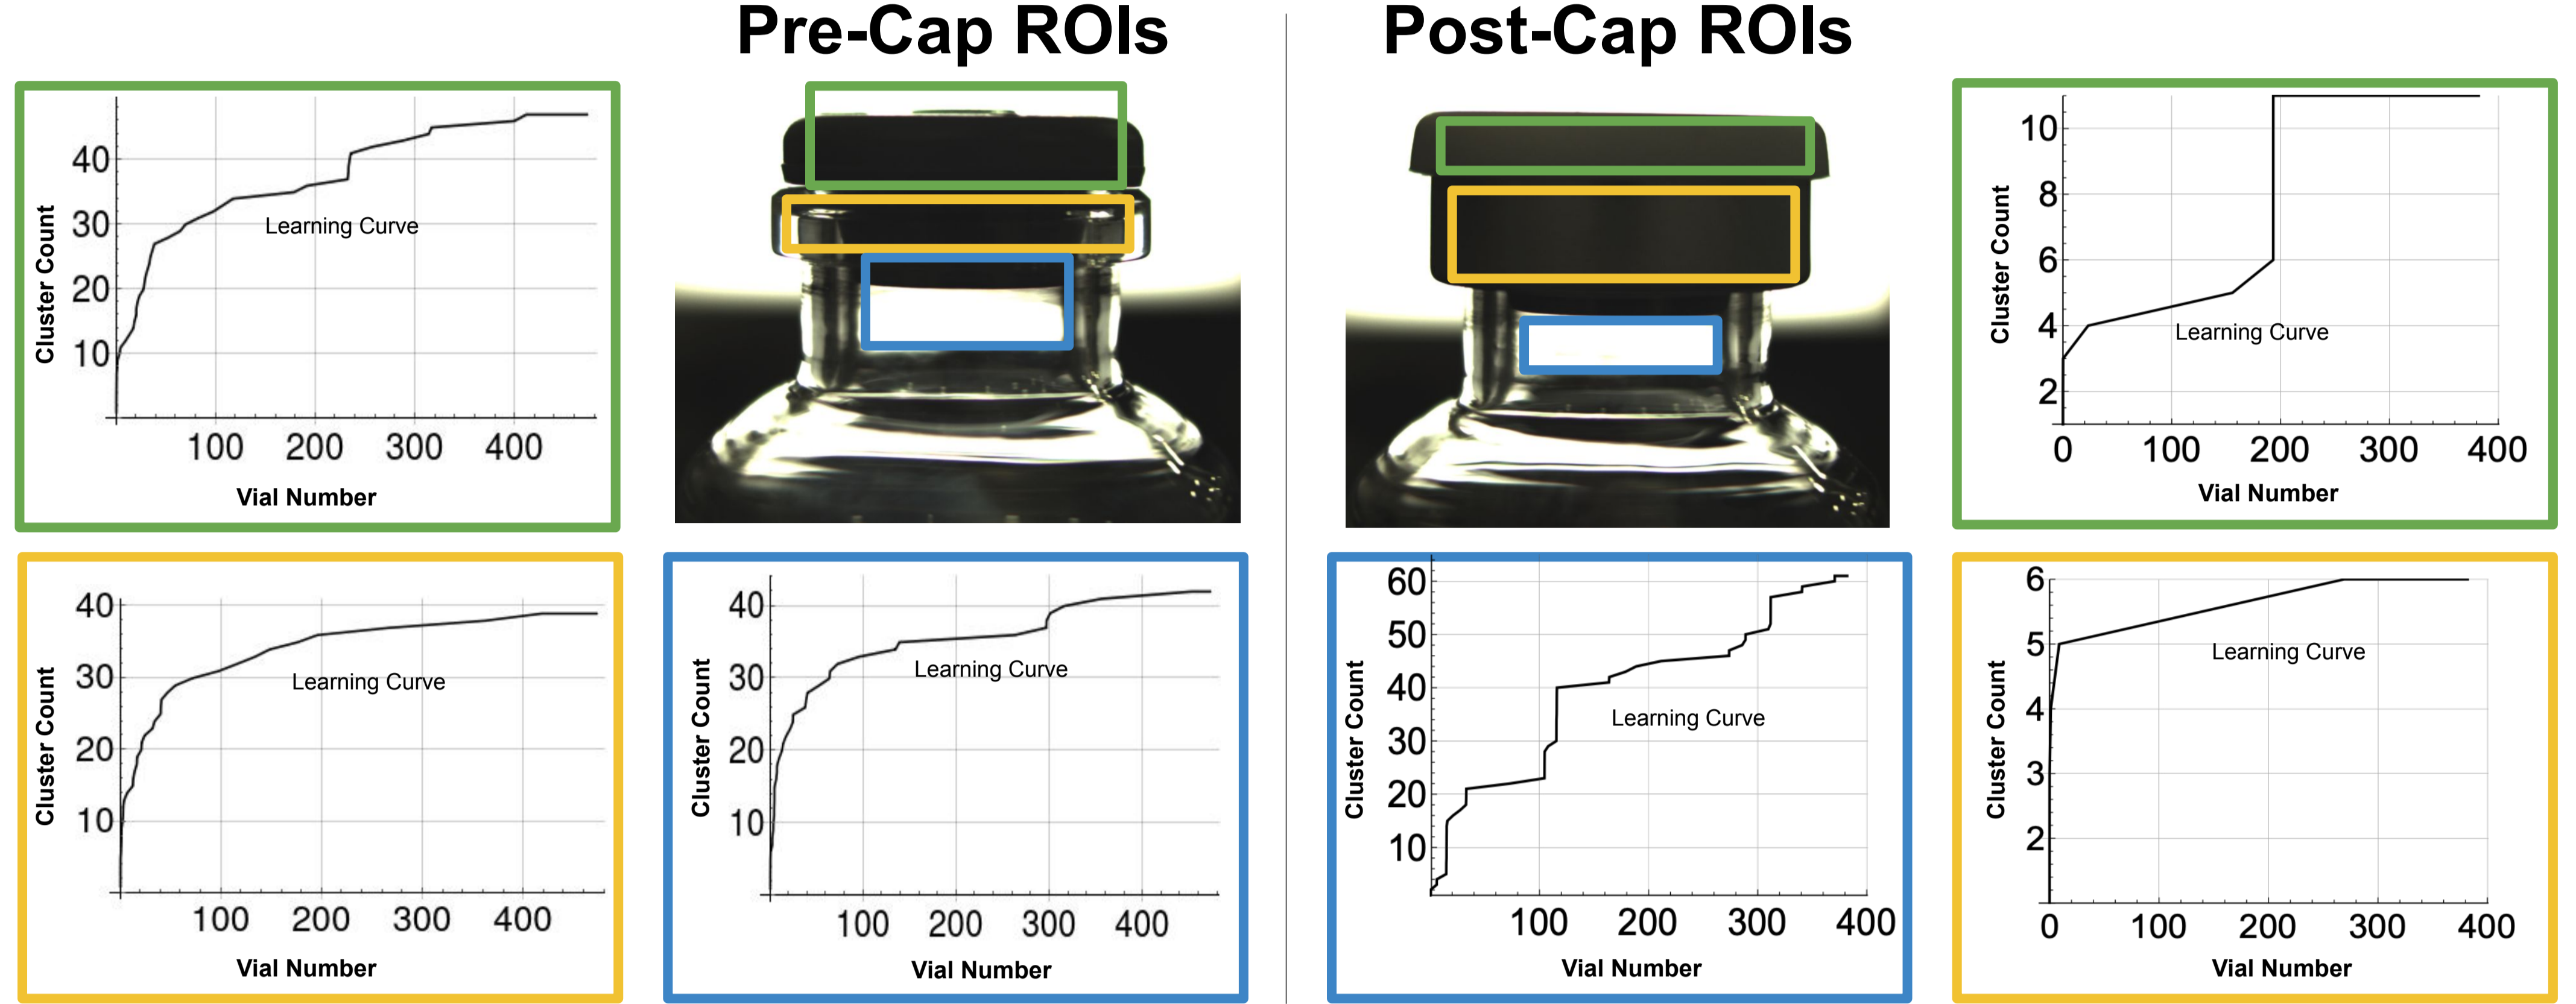 Pre-Cap ROIs
Post-Cap ROIs
Cluster Count
40
30
20
10
Learning Curve
100 200 300 400
Vial Number
Cluster Count
10
8
6
4
2
Learning Curve
0 100 200 300 400
Vial Number
Cluster Count
40
30
20
10
Learning Curve
100 200 300 400
Vial Number
Cluster Count
40
30
20
10
Learning Curve
100 200 300 400
Vial Number
Cluster Count
60
50
40
30
20
10
Learning Curve
100 200 300 400
Vial Number
Cluster Count
6
5
4
3
2
Learning Curve
0 100 200 300 400
Vial Number